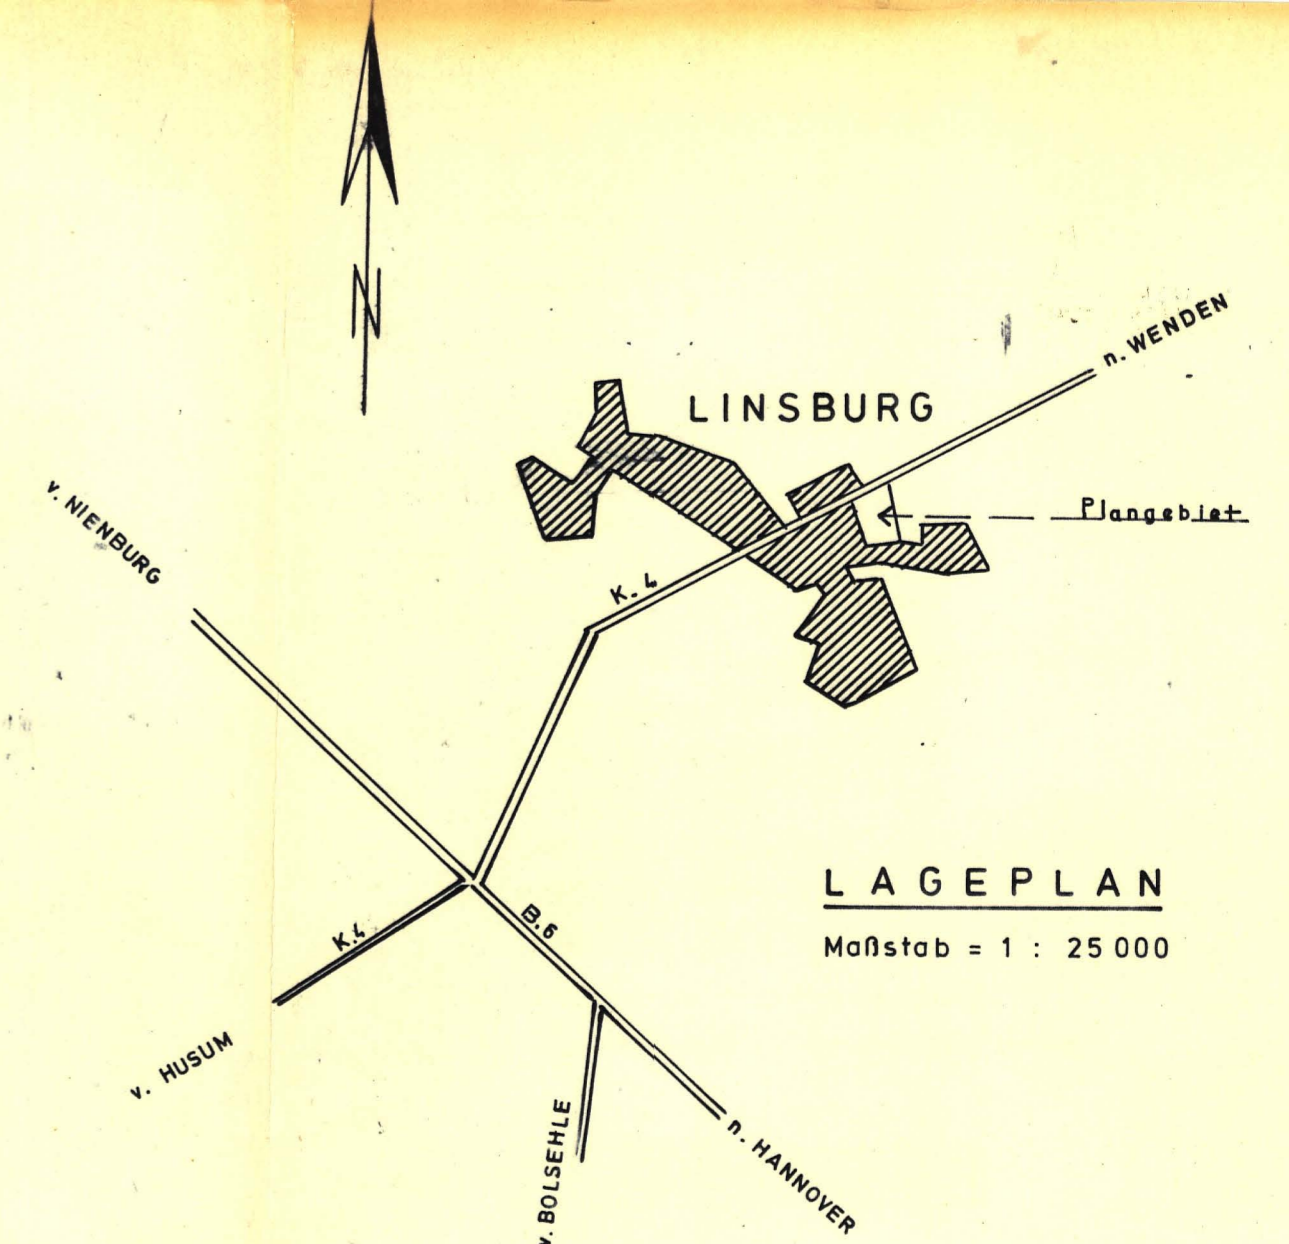 N
n. WENDEN
LINSBURG
v. NIENBURG
Plangebiet
K. 4
LAGEPLAN
B.6
K.4
Maßstab = 1 : 25 000
v. HUSUM
v. BOLSEHLE
n. HANNOVER